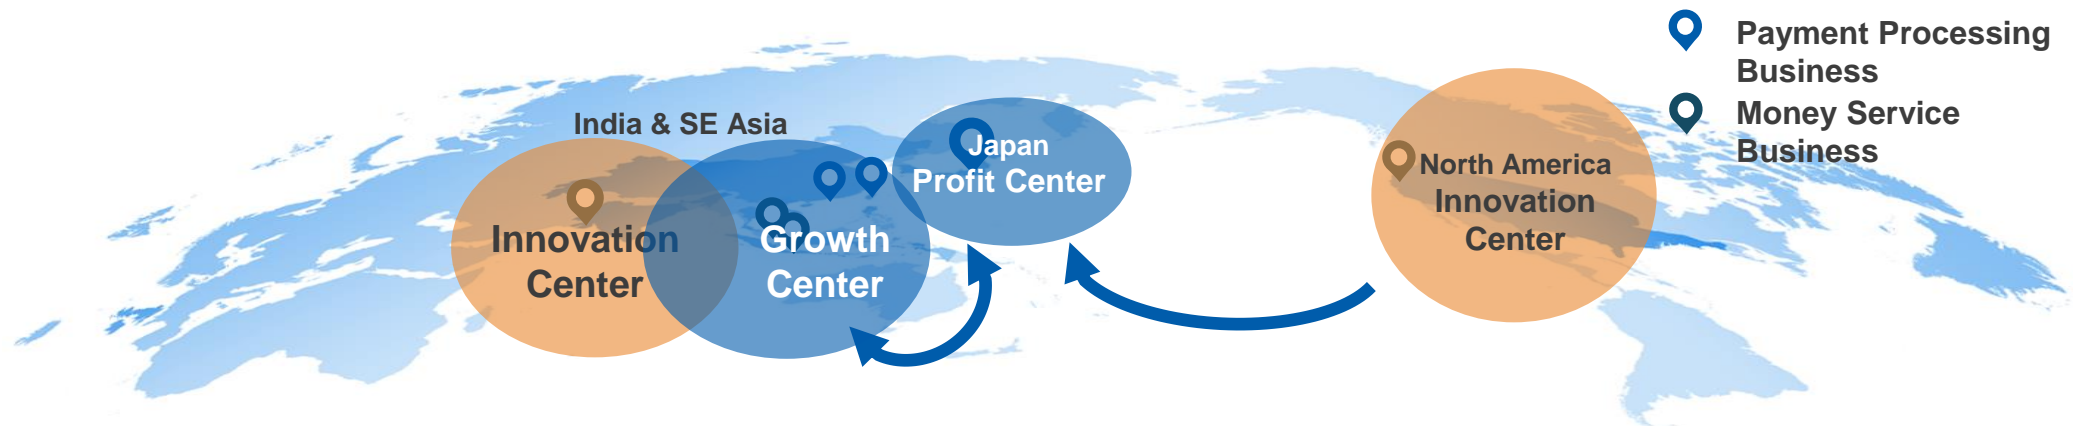 Payment Processing
Business
Money Service
Business
India & SE Asia
Innovation
Center
Growth
Center
Japan
Profit Center
North America
Innovation
Center